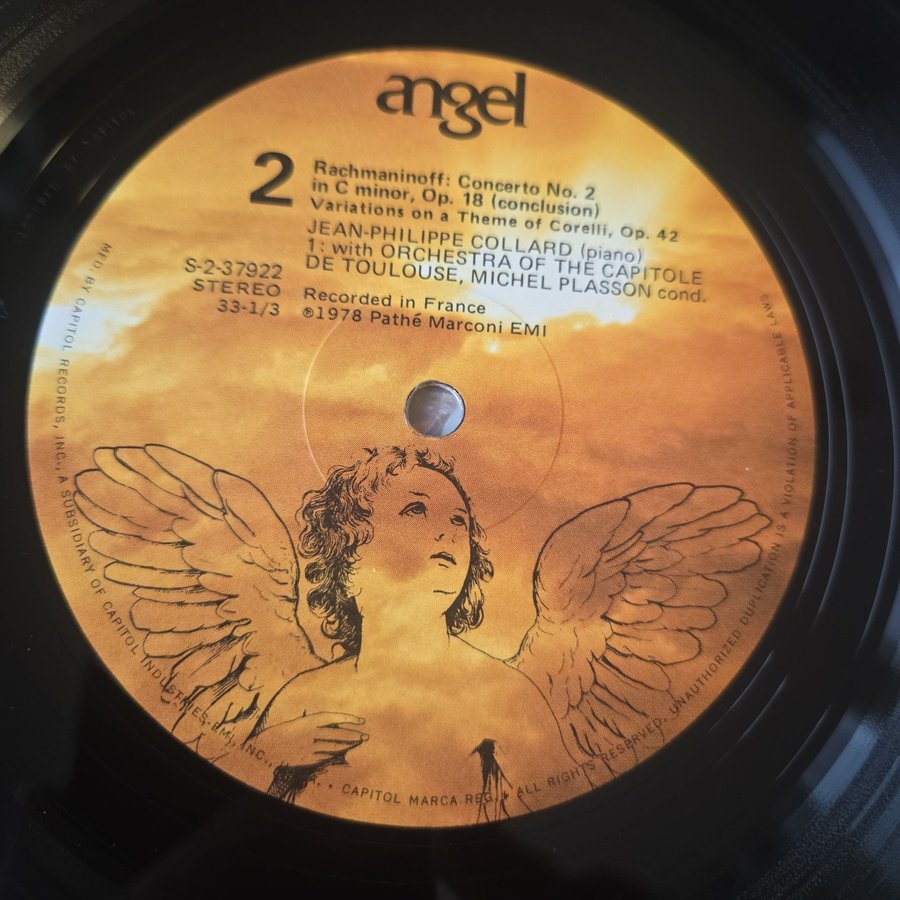 angel
2
Rachmaninoff: Concerto No. 2
in C minor, Op. 18 (conclusion)
Variations on a Theme of Corelli, Op. 42
JEAN-PHILIPPE COLLARD (piano)
1: with ORCHESTRA OF THE CAPITOLE
DE TOULOUSE, MICHEL PLASSON cond.
S-2-37922
STEREO
33-1/3
Recorded in France
℗1978 Pathé Marconi EMI
MFD. BY CAPITOL RECORDS, INC., A SUBSIDIARY OF CAPITOL INDUSTRIES-EMI, INC., • CAPITOL MARCA REG. • ALL RIGHTS RESERVED. UNAUTHORIZED DUPLICATION IS A VIOLATION OF APPLICABLE LAWS